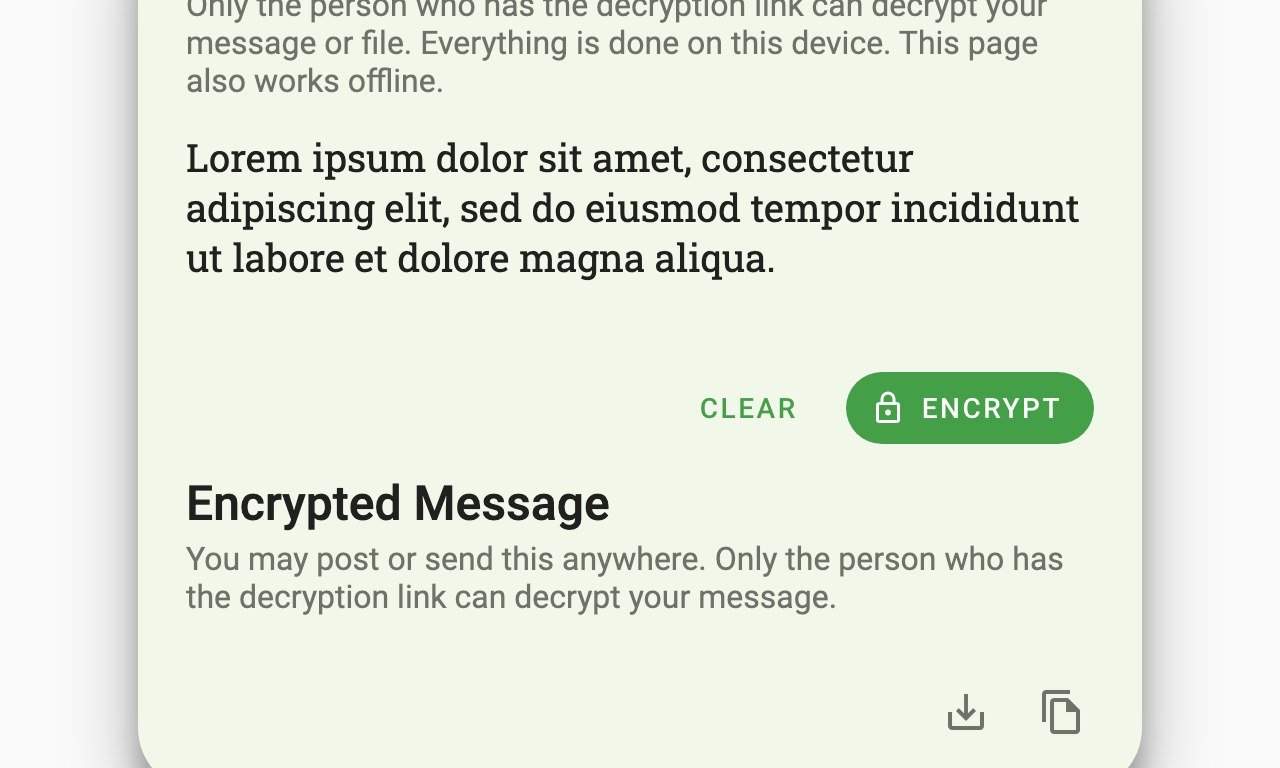 Only the person who has the decryption link can decrypt your
message or file. Everything is done on this device. This page
also works offline.
Lorem ipsum dolor sit amet, consectetur
adipiscing elit, sed do eiusmod tempor incididunt
ut labore et dolore magna aliqua.
CLEAR
ENCRYPT
Encrypted Message
You may post or send this anywhere. Only the person who has
the decryption link can decrypt your message.